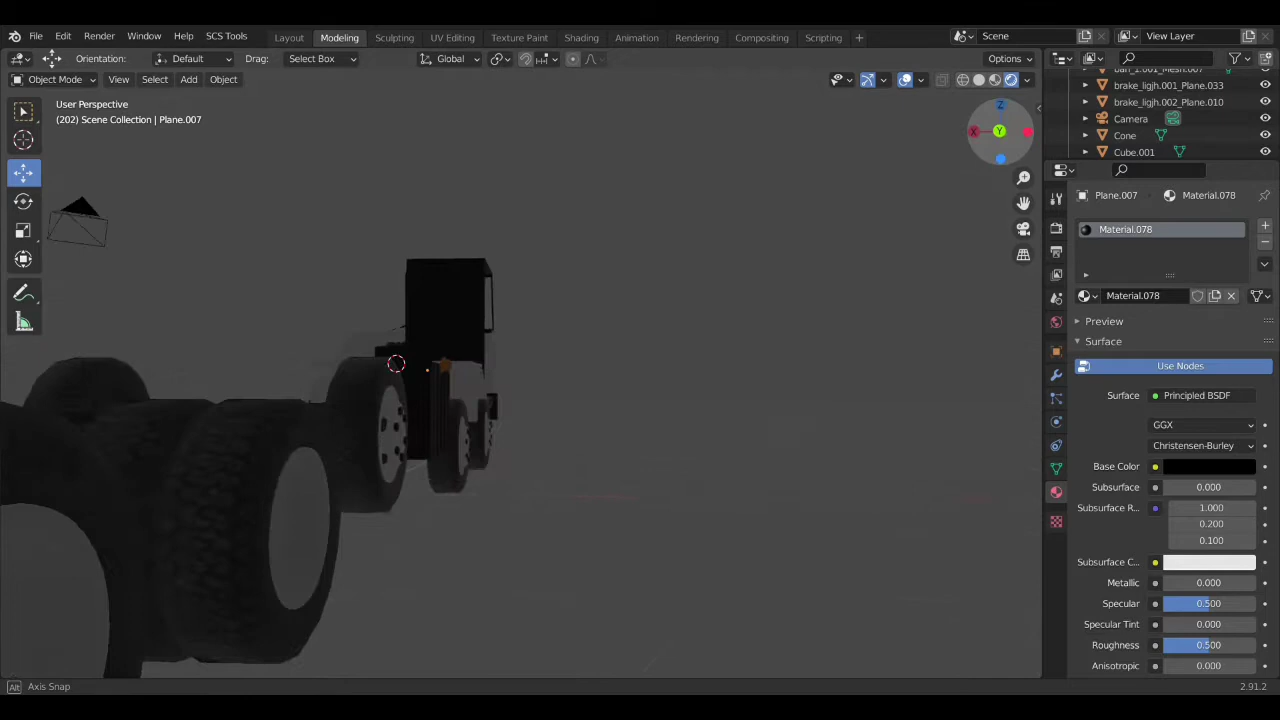 File Edit Render Window Help SCS Tools Layout Modeling Sculpting UV Editing Texture Paint Shading Animation Rendering Compositing Scripting + Scene View Layer
Orientation: Default Drag: Select Box Global Options
Object Mode View Select Add Object
User Perspective
(202) Scene Collection | Plane.007
X Y Z
brake_ligjh.001_Plane.033
brake_ligjh.002_Plane.010
Camera
Cone
Cube.001
Plane.007 Material.078
Material.078
Material.078
Preview
Surface
Use Nodes
Surface Principled BSDF
GGX
Christensen-Burley
Base Color
Subsurface 0.000
Subsurface R... 1.000
0.200
0.100
Subsurface C...
Metallic 0.000
Specular 0.500
Specular Tint 0.000
Roughness 0.500
Anisotropic 0.000
Alt Axis Snap 2.91.2